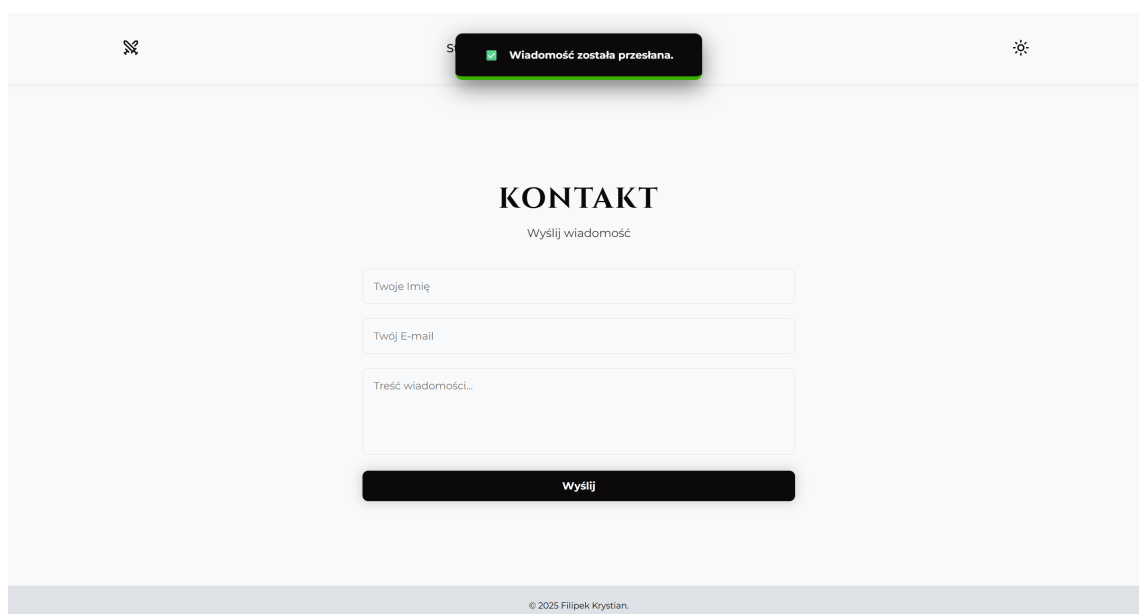 Wiadomość została przesłana.
KONTAKT
Wyślij wiadomość
Twoje Imię
Twój E-mail
Treść wiadomości...
Wyślij
© 2025 Filipek Krystian.